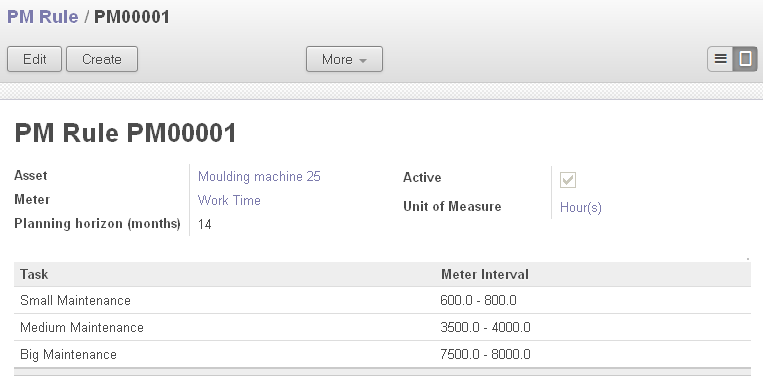 PM Rule / PM00001
Edit Create More
PM Rule PM00001
Asset Moulding machine 25 Active
Meter Work Time Unit of Measure Hour(s)
Planning horizon (months) 14
Task Meter Interval
Small Maintenance 600.0 - 800.0
Medium Maintenance 3500.0 - 4000.0
Big Maintenance 7500.0 - 8000.0